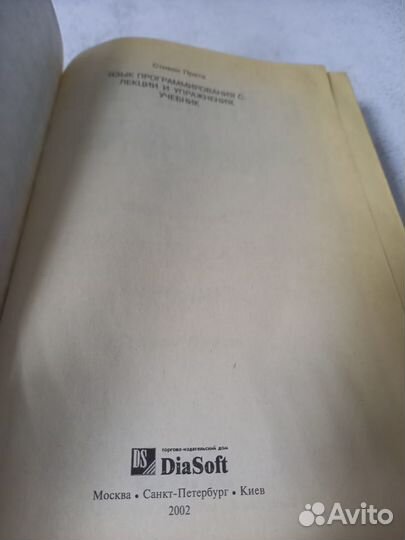 Стивен Прата
ЯЗЫК ПРОГРАММИРОВАНИЯ С.
ЛЕКЦИИ И УПРАЖНЕНИЯ.
УЧЕБНИК
DS
торгово-издательский дом
DiaSoft
Москва • Санкт-Петербург • Киев
2002
Avito